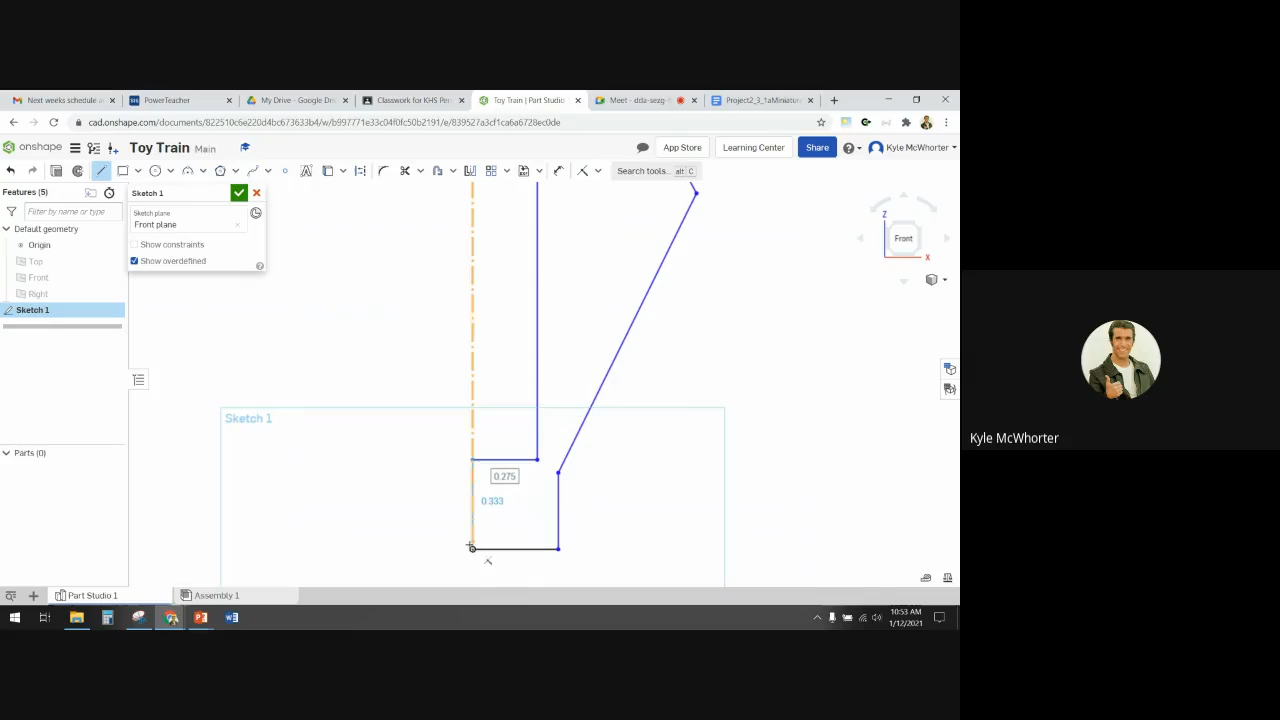 Next weeks schedule a
PowerTeacher
My Drive - Google Dri
Classwork for KHS Per
Toy Train | Part Studio
Meet - dda-sezg-
Project2_3_1aMiniatur
cad.onshape.com/documents/822510c6e220d4bc673633b4/w/b997771e33c04f0fc50b2191/e/839527a3cf1ca6a6728ec0de
onshape
Toy Train Main
App Store
Learning Center
Share
Kyle McWhorter
Search tools... alt C
Features (5)
Filter by name or type
Default geometry
Origin
Top
Front
Right
Sketch 1
Parts (0)
Sketch 1
Sketch plane
Front plane
Show constraints
Show overdefined
Sketch 1
0.275
0.333
Z
Front
X
Kyle McWhorter
Part Studio 1
Assembly 1
10:53 AM
1/12/2021